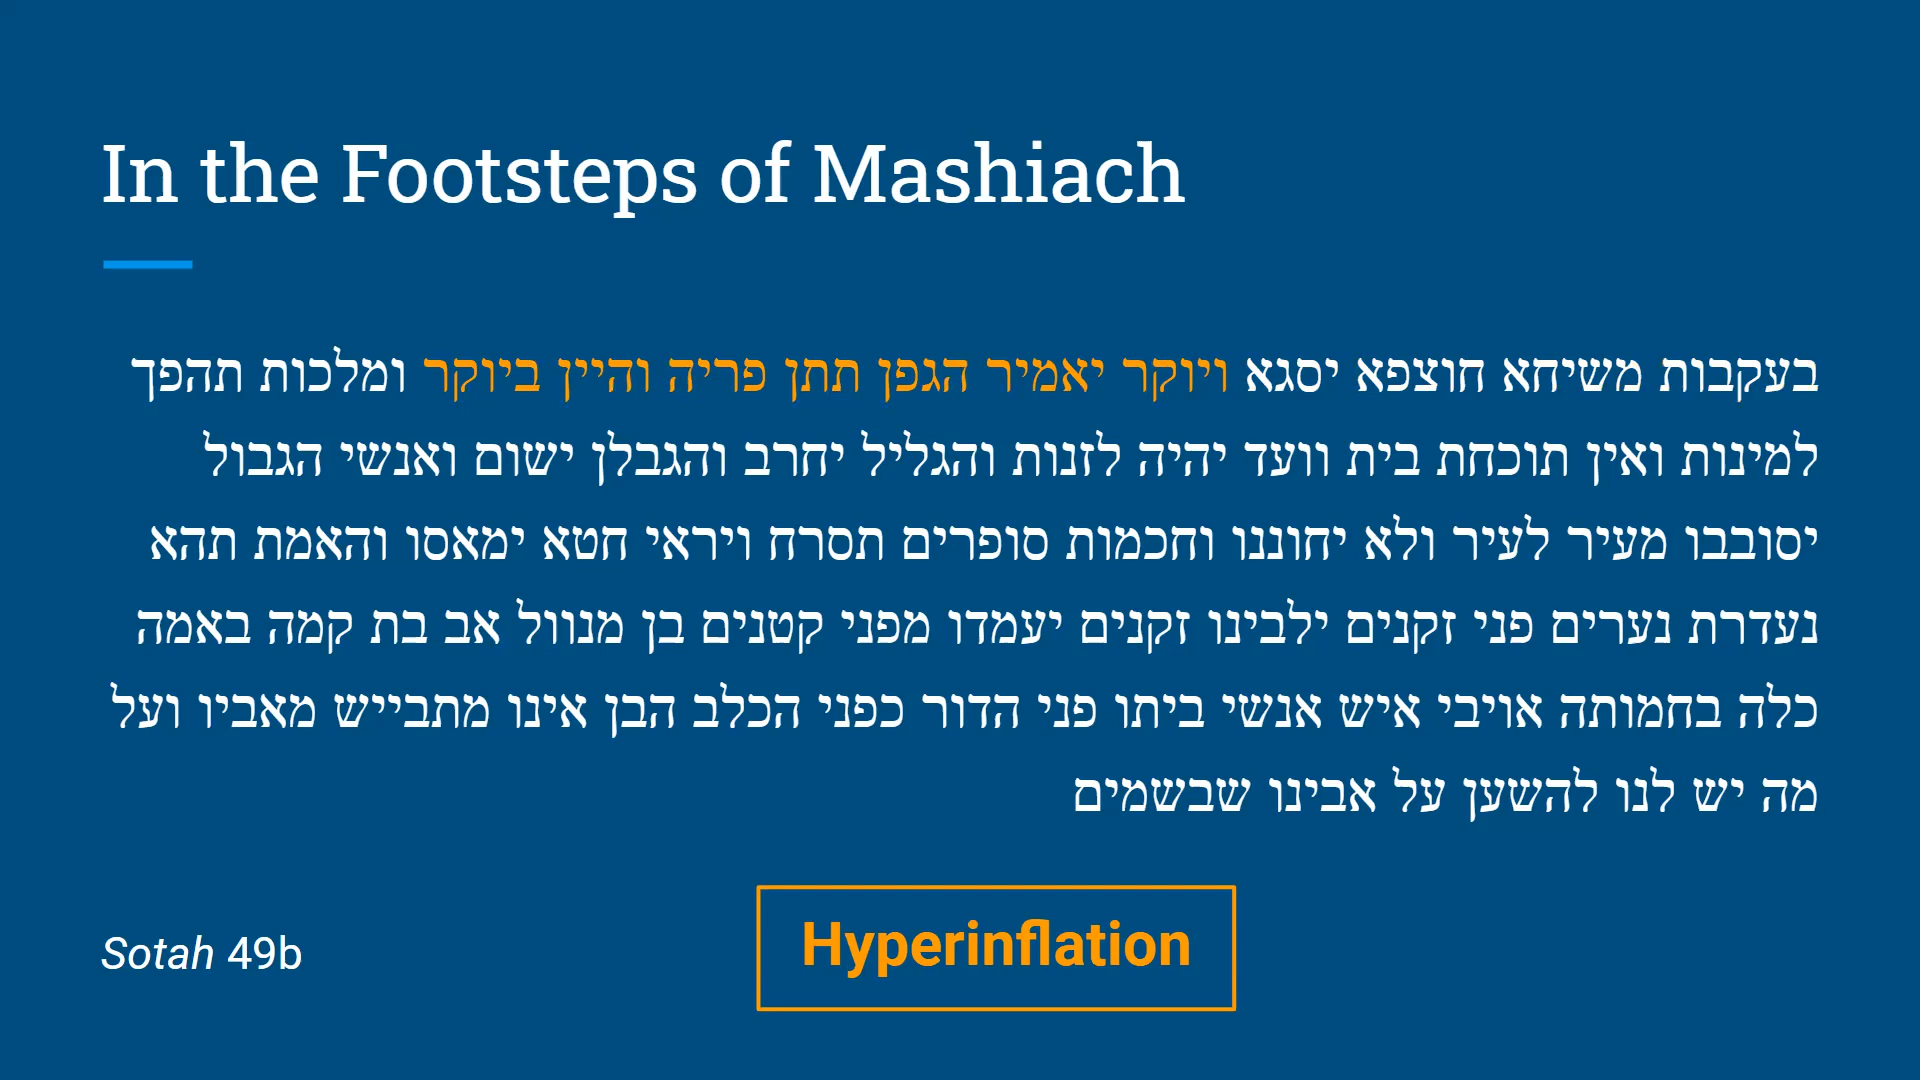 In the Footsteps of Mashiach
בעקבות משיחא חוצפא יסגא ויוקר יאמיר הגפן תתן פריה והיין ביוקר ומלכות תהפך
למינות ואין תוכחת בית וועד יהיה לזנות והגליל יחרב והגבלן ישום ואנשי הגבול
יסובבו מעיר לעיר ולא יחוננו וחכמות סופרים תסרח ויראי חטא ימאסו והאמת תהא
נעדרת נערים פני זקנים ילבינו זקנים יעמדו מפני קטנים בן מנוול אב בת קמה באמה
כלה בחמותה אויבי איש אנשי ביתו פני הדור כפני הכלב הבן אינו מתבייש מאביו ועל
מה יש לנו להשען על אבינו שבשמים
Hyperinflation
Sotah 49b